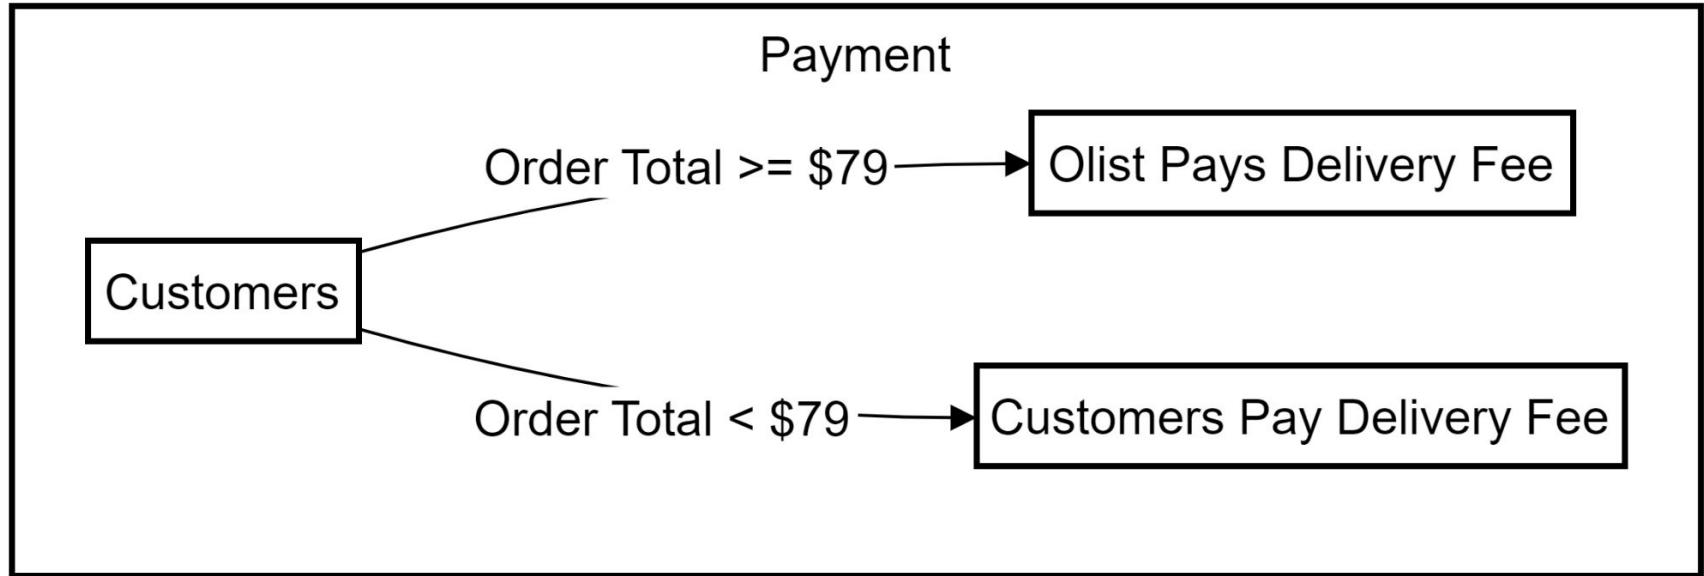 Payment
Order Total >= $79
Olist Pays Delivery Fee
Customers
Order Total < $79
Customers Pay Delivery Fee